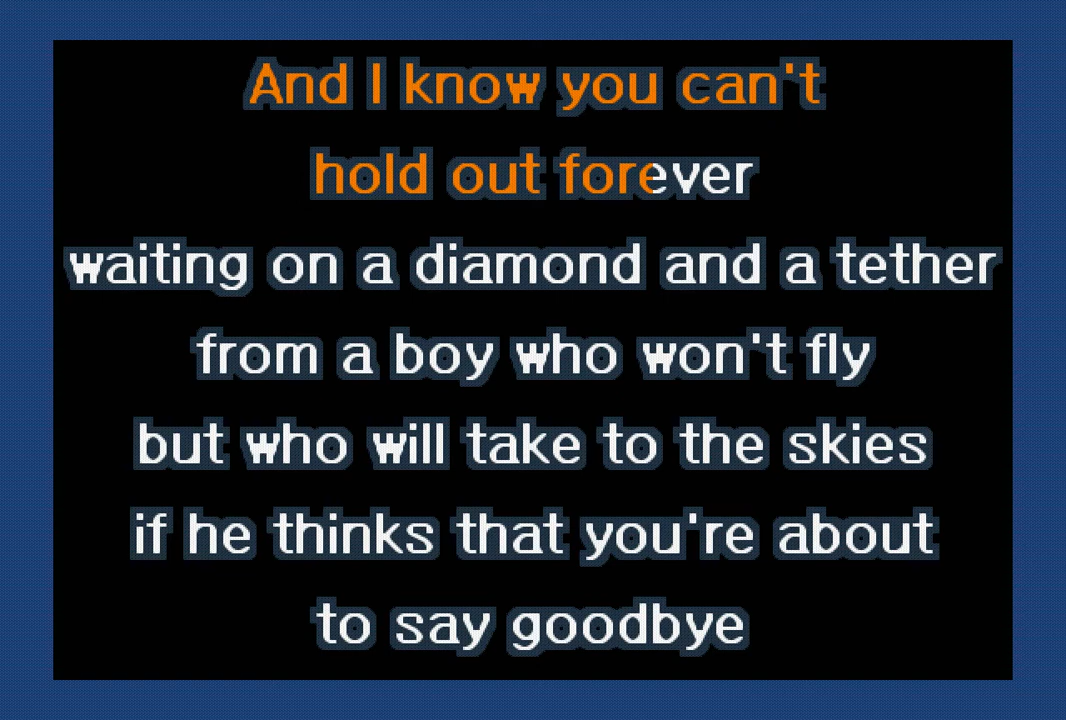 And I know you can't
hold out forever
waiting on a diamond and a tether
from a boy who won't fly
but who will take to the skies
if he thinks that you're about
to say goodbye